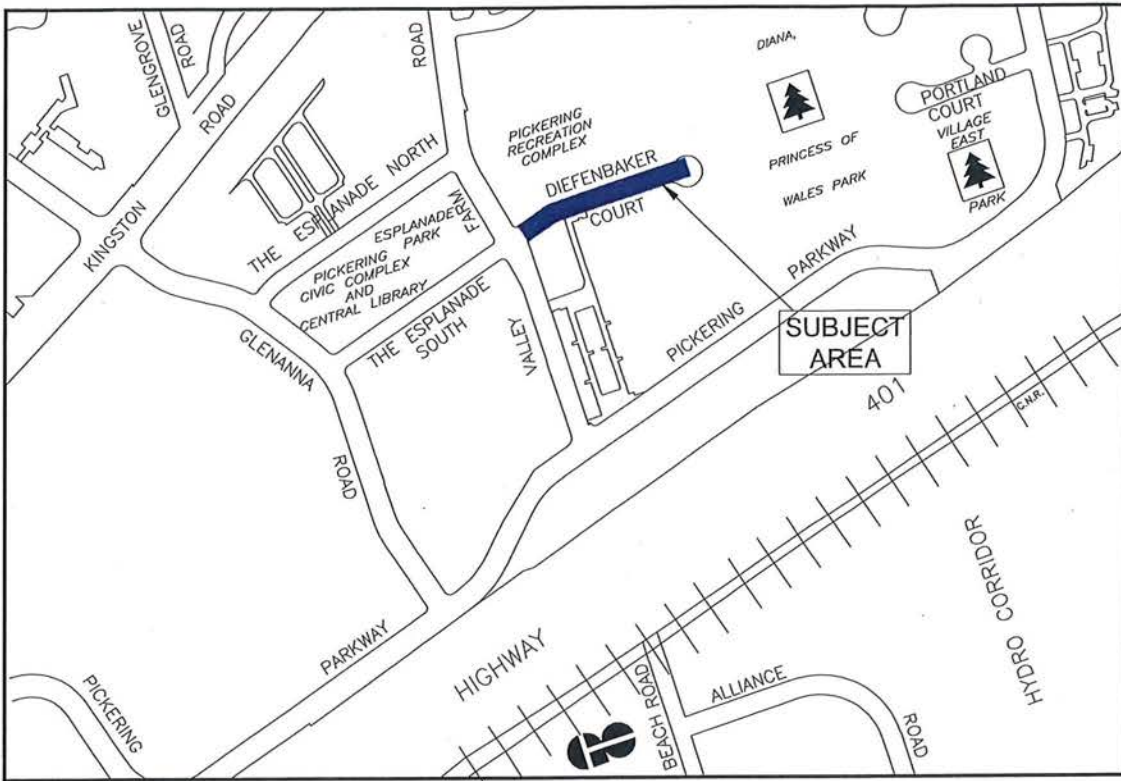 GLENGROVE
ROAD
KINGSTON
ROAD
THE ESPLANADE NORTH
ESPLANADE
PARK
PICKERING
CIVIC COMPLEX
AND
CENTRAL LIBRARY
THE ESPLANADE
SOUTH
GLENANNA
ROAD
VALLEY
FARM
ROAD
PICKERING
RECREATION
COMPLEX
DIEFENBAKER
COURT
DIANA,
PRINCESS OF
WALES PARK
PORTLAND
COURT
VILLAGE
EAST
PARK
SUBJECT
AREA
PICKERING
PARKWAY
PICKERING
PARKWAY
HIGHWAY
401
C.N.R.
HYDRO CORRIDOR
BEACH ROAD
ALLIANCE
ROAD
GO